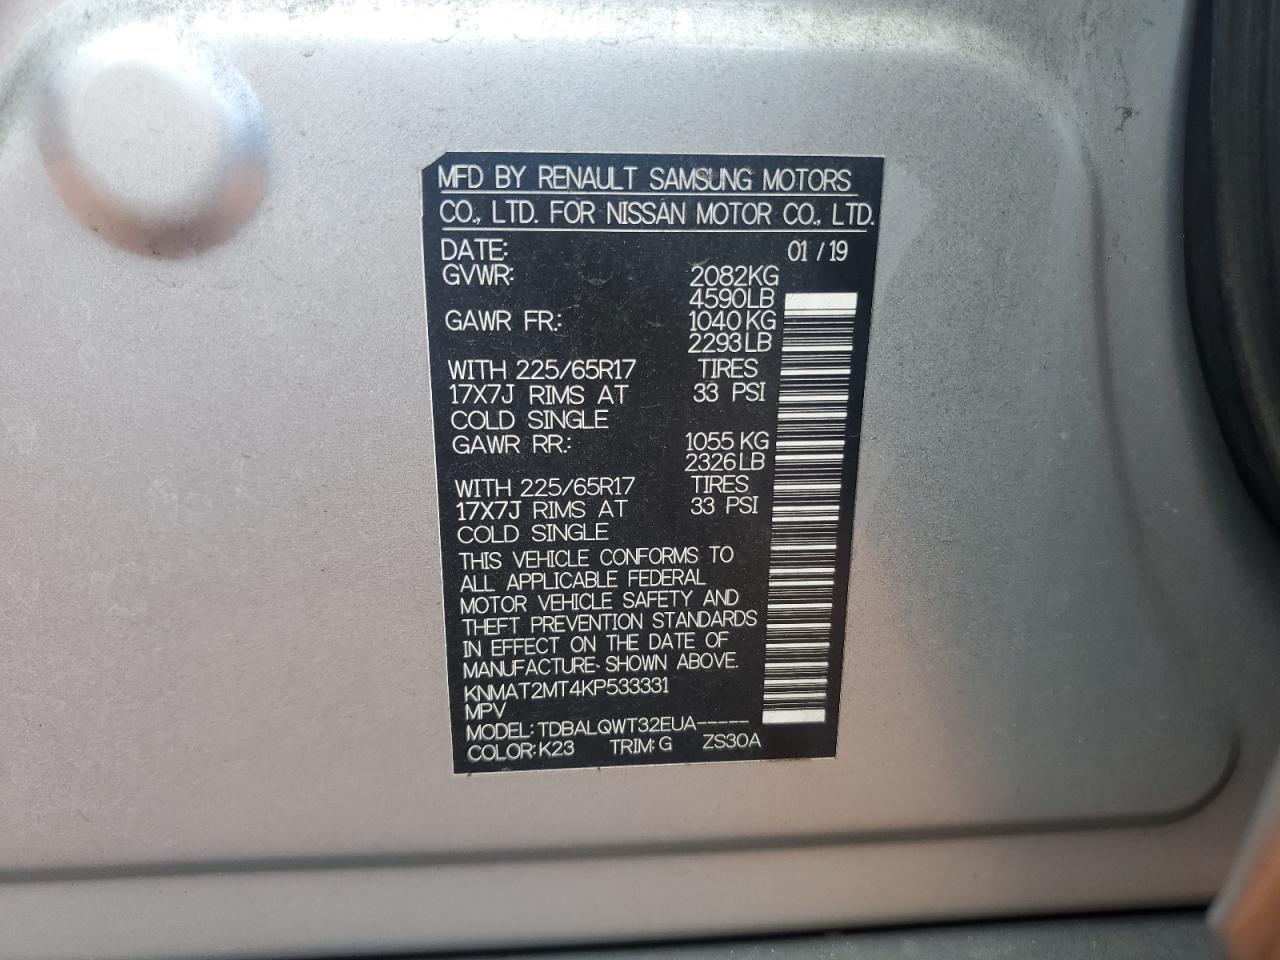 MFD BY RENAULT SAMSUNG MOTORS
CO., LTD. FOR NISSAN MOTOR CO., LTD.
DATE: 01 / 19
GVWR: 2082KG
4590LB
GAWR FR.: 1040 KG
2293LB
WITH 225/65R17 TIRES
17X7J RIMS AT 33 PSI
COLD SINGLE
GAWR RR.: 1055 KG
2326LB
WITH 225/65R17 TIRES
17X7J RIMS AT 33 PSI
COLD SINGLE
THIS VEHICLE CONFORMS TO
ALL APPLICABLE FEDERAL
MOTOR VEHICLE SAFETY AND
THEFT PREVENTION STANDARDS
IN EFFECT ON THE DATE OF
MANUFACTURE SHOWN ABOVE.
KNMAT2MT4KP533331
MPV
MODEL: TDBALQWT32EUA-----
COLOR: K23 TRIM: G ZS30A